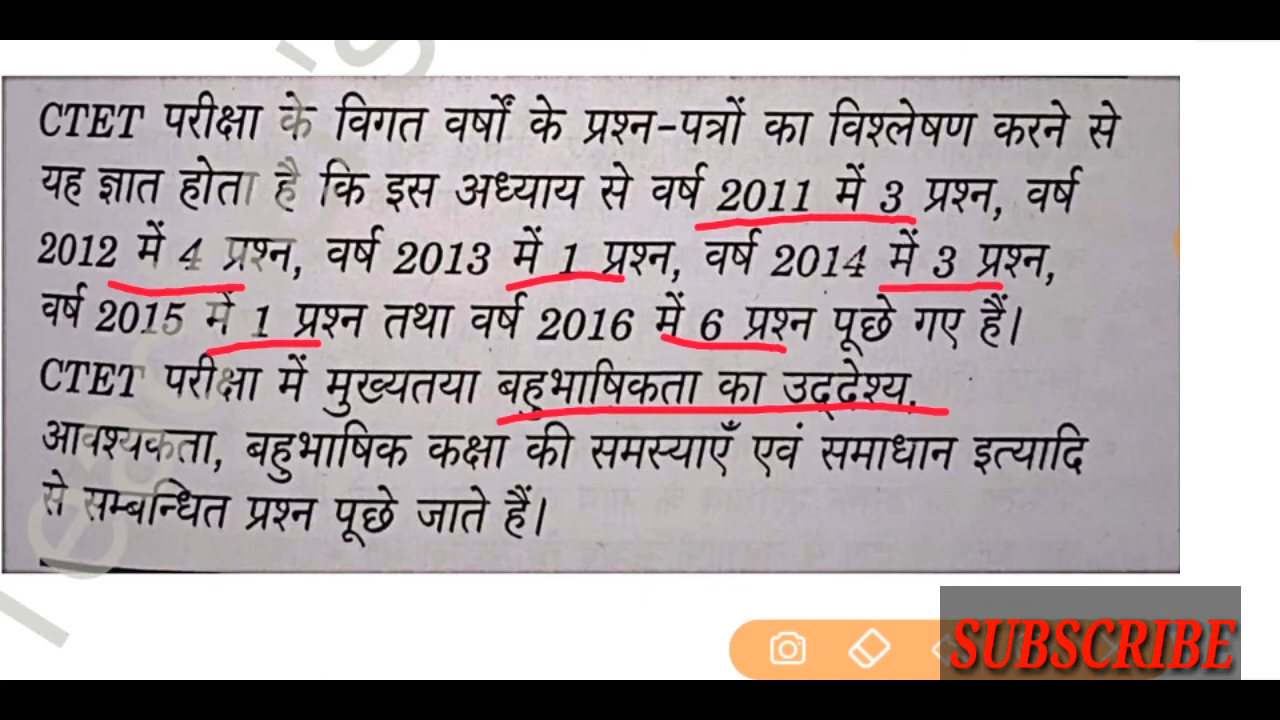 CTET परीक्षा के विगत वर्षों के प्रश्न-पत्रों का विश्लेषण करने से
यह ज्ञात होता है कि इस अध्याय से वर्ष 2011 में 3 प्रश्न, वर्ष
2012 में 4 प्रश्न, वर्ष 2013 में 1 प्रश्न, वर्ष 2014 में 3 प्रश्न,
वर्ष 2015 में 1 प्रश्न तथा वर्ष 2016 में 6 प्रश्न पूछे गए हैं।
CTET परीक्षा में मुख्यतया बहुभाषिकता का उद्देश्य,
आवश्यकता, बहुभाषिक कक्षा की समस्याएँ एवं समाधान इत्यादि
से सम्बन्धित प्रश्न पूछे जाते हैं।
SUBSCRIBE